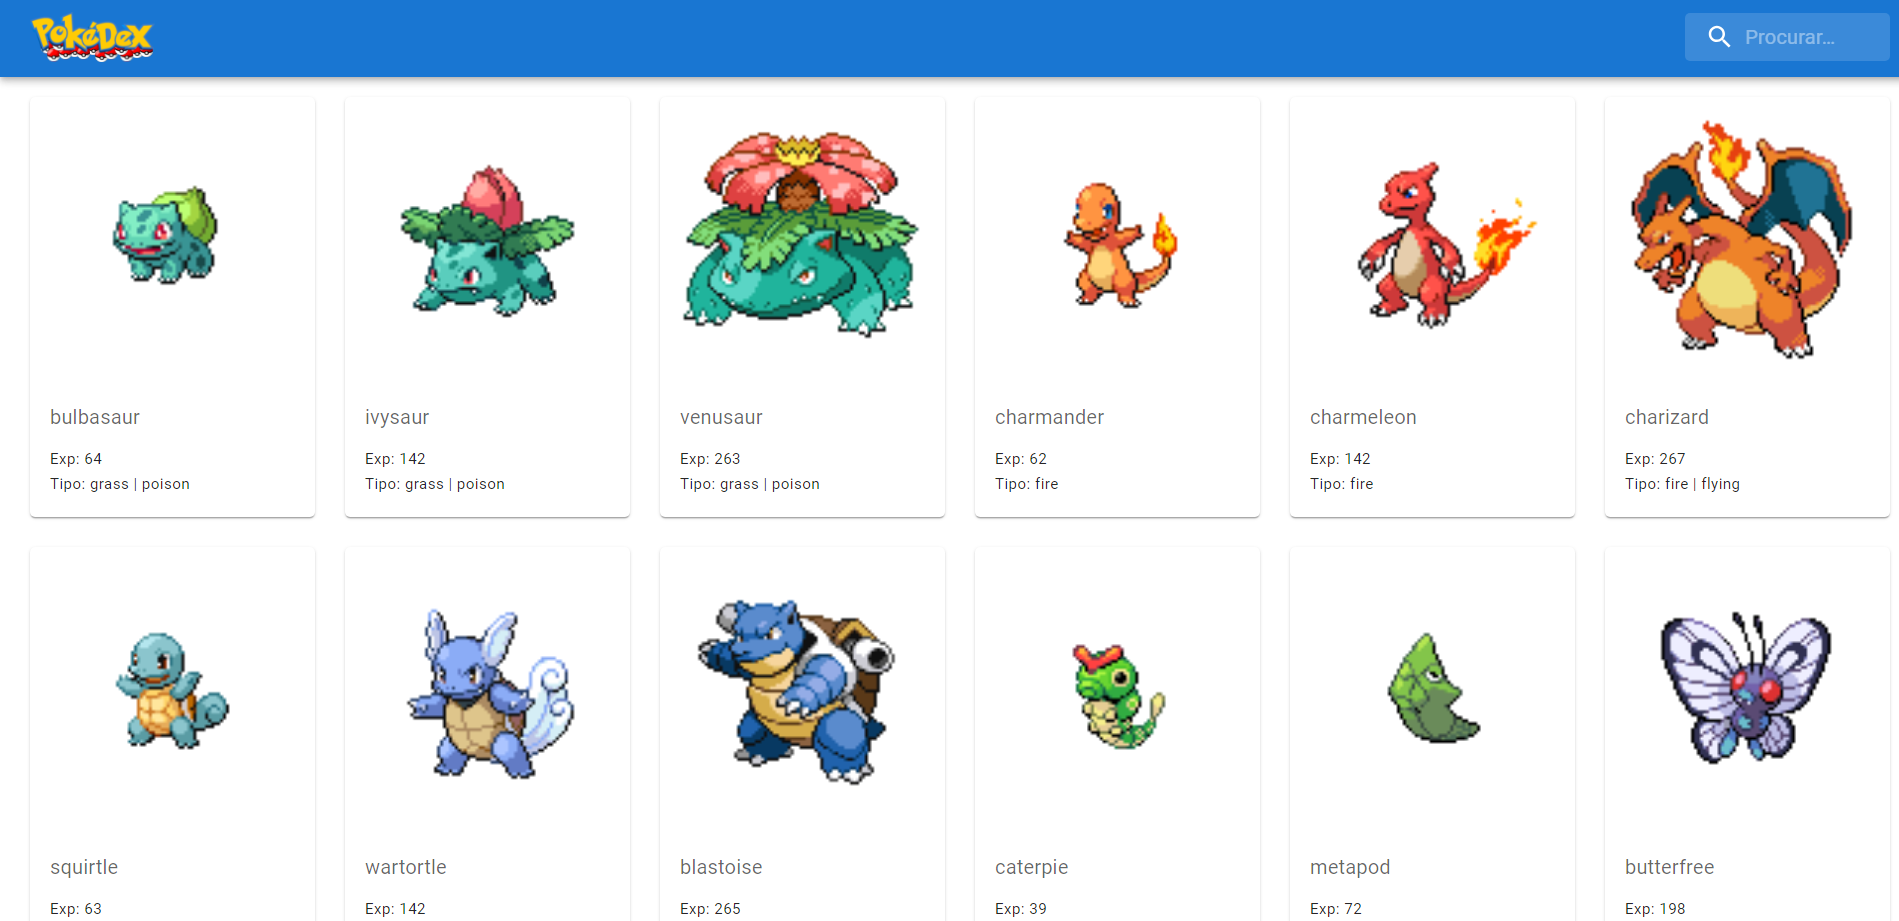 PokéDex
Procurar...
bulbasaur
Exp: 64
Tipo: grass | poison
ivysaur
Exp: 142
Tipo: grass | poison
venusaur
Exp: 263
Tipo: grass | poison
charmander
Exp: 62
Tipo: fire
charmeleon
Exp: 142
Tipo: fire
charizard
Exp: 267
Tipo: fire | flying
squirtle
Exp: 63
wartortle
Exp: 142
blastoise
Exp: 265
caterpie
Exp: 39
metapod
Exp: 72
butterfree
Exp: 198